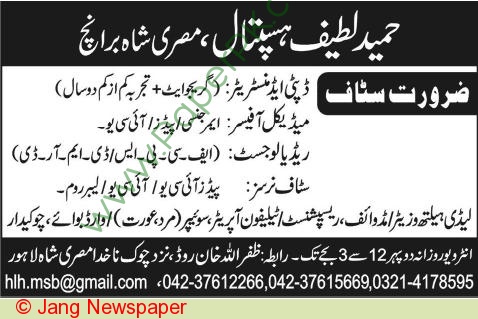 حمید لطیف ہسپتال، مصری شاہ برانچ
ضرورت سٹاف
ڈپٹی ایڈمنسٹریٹر: (گریجوایٹ + تجربہ کم از کم دو سال)
میڈیکل آفیسر: ایمرجنسی/پیڈز/آئی سی یو۔
ریڈیالوجسٹ: (ایف۔سی۔پی۔ایس/ڈی۔ایم۔آر۔ڈی)
سٹاف نرسز: پیڈز آئی سی یو/آئی سی یو/لیبر روم۔
لیڈی ہیلتھ وزیٹر/مڈوائف، ریسپشنسٹ/ٹیلیفون آپریٹر، سویپر (مرد، عورت)/وارڈ بوائے، چوکیدار
انٹرویو روزانہ دوپہر 12 سے 3 بجے تک۔ رابطہ: ظفر اللہ خان روڈ، نزد چوک ناخدا مصری شاہ لاہور
hlh.msb@gmail.com ،042-37612266,042-37615669,0321-4178595
© Jang Newspaper